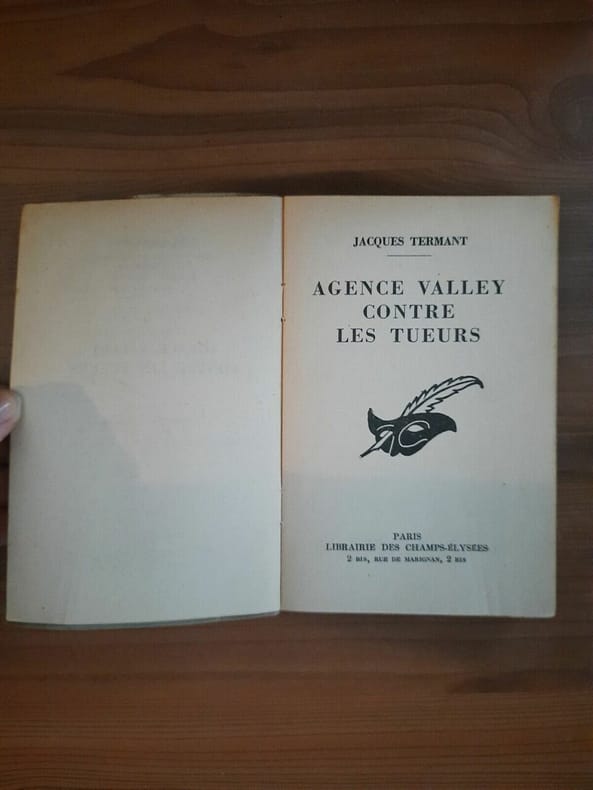 JACQUES TERMANT
AGENCE VALLEY
CONTRE
LES TUEURS
PARIS
LIBRAIRIE DES CHAMPS-ÉLYSÉES
2 BIS, RUE DE MARIGNAN, 2 BIS